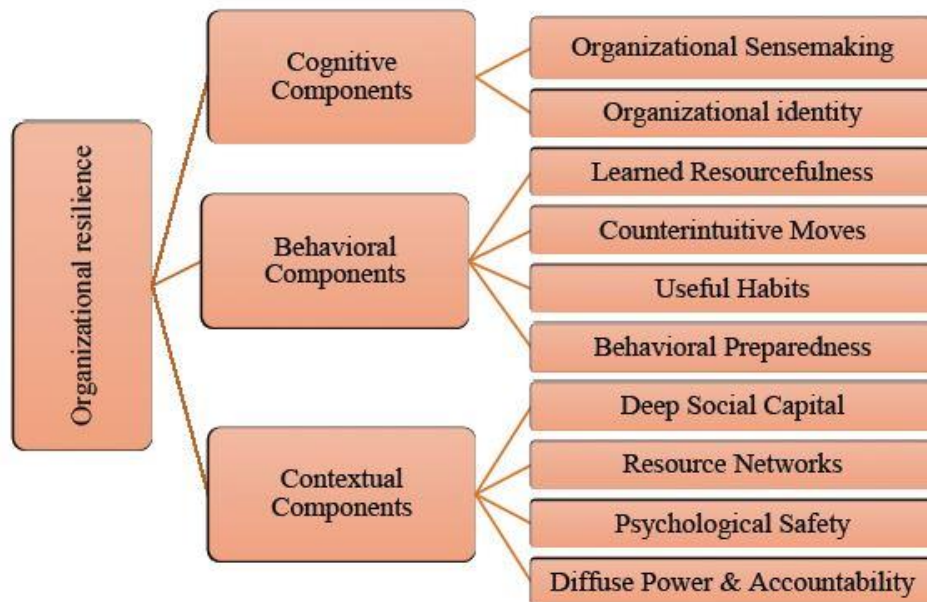 Organizational resilience
Cognitive
Components
Organizational Sensemaking
Organizational identity
Behavioral
Components
Learned Resourcefulness
Counterintuitive Moves
Useful Habits
Behavioral Preparedness
Contextual
Components
Deep Social Capital
Resource Networks
Psychological Safety
Diffuse Power & Accountability